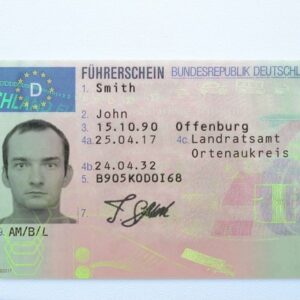 D
FÜHRERSCHEIN BUNDESREPUBLIK DEUTSCHL
1. Smith
2. John
3. 15.10.90 Offenburg
4a. 25.04.17 4c. Landratsamt
Ortenaukreis
4b. 24.04.32
5. B905K0D0I68
7.
9. AM/B/L